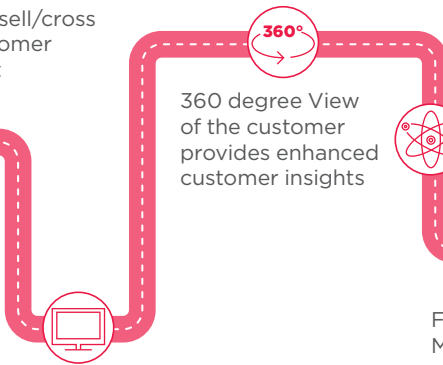 sell/cross
omer
360°
360 degree View
of the customer
provides enhanced
customer insights
F
M